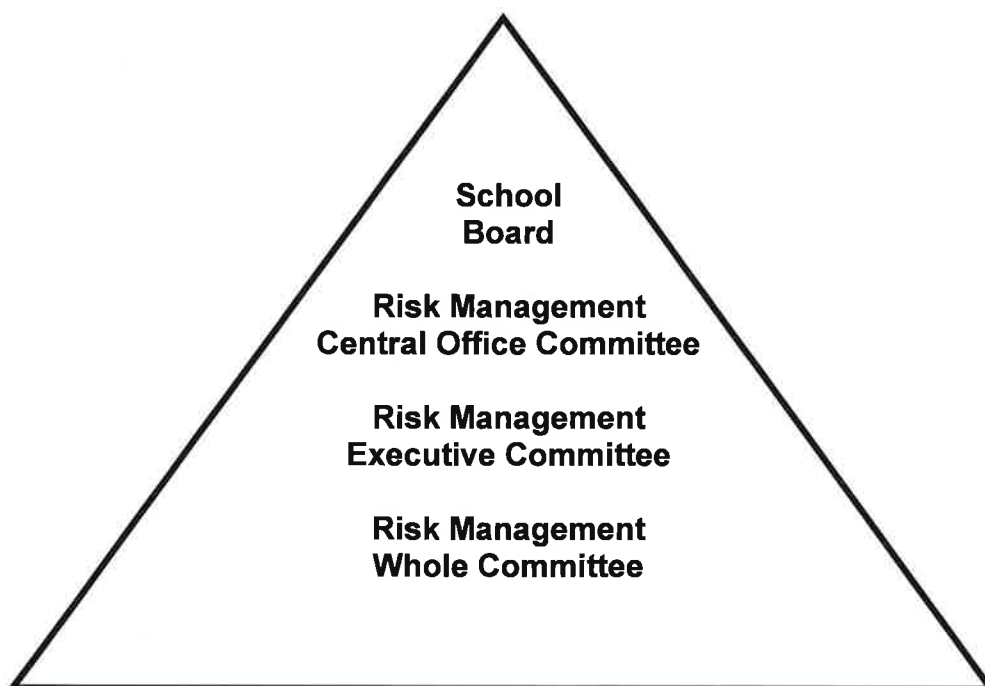 School
Board
Risk Management
Central Office Committee
Risk Management
Executive Committee
Risk Management
Whole Committee